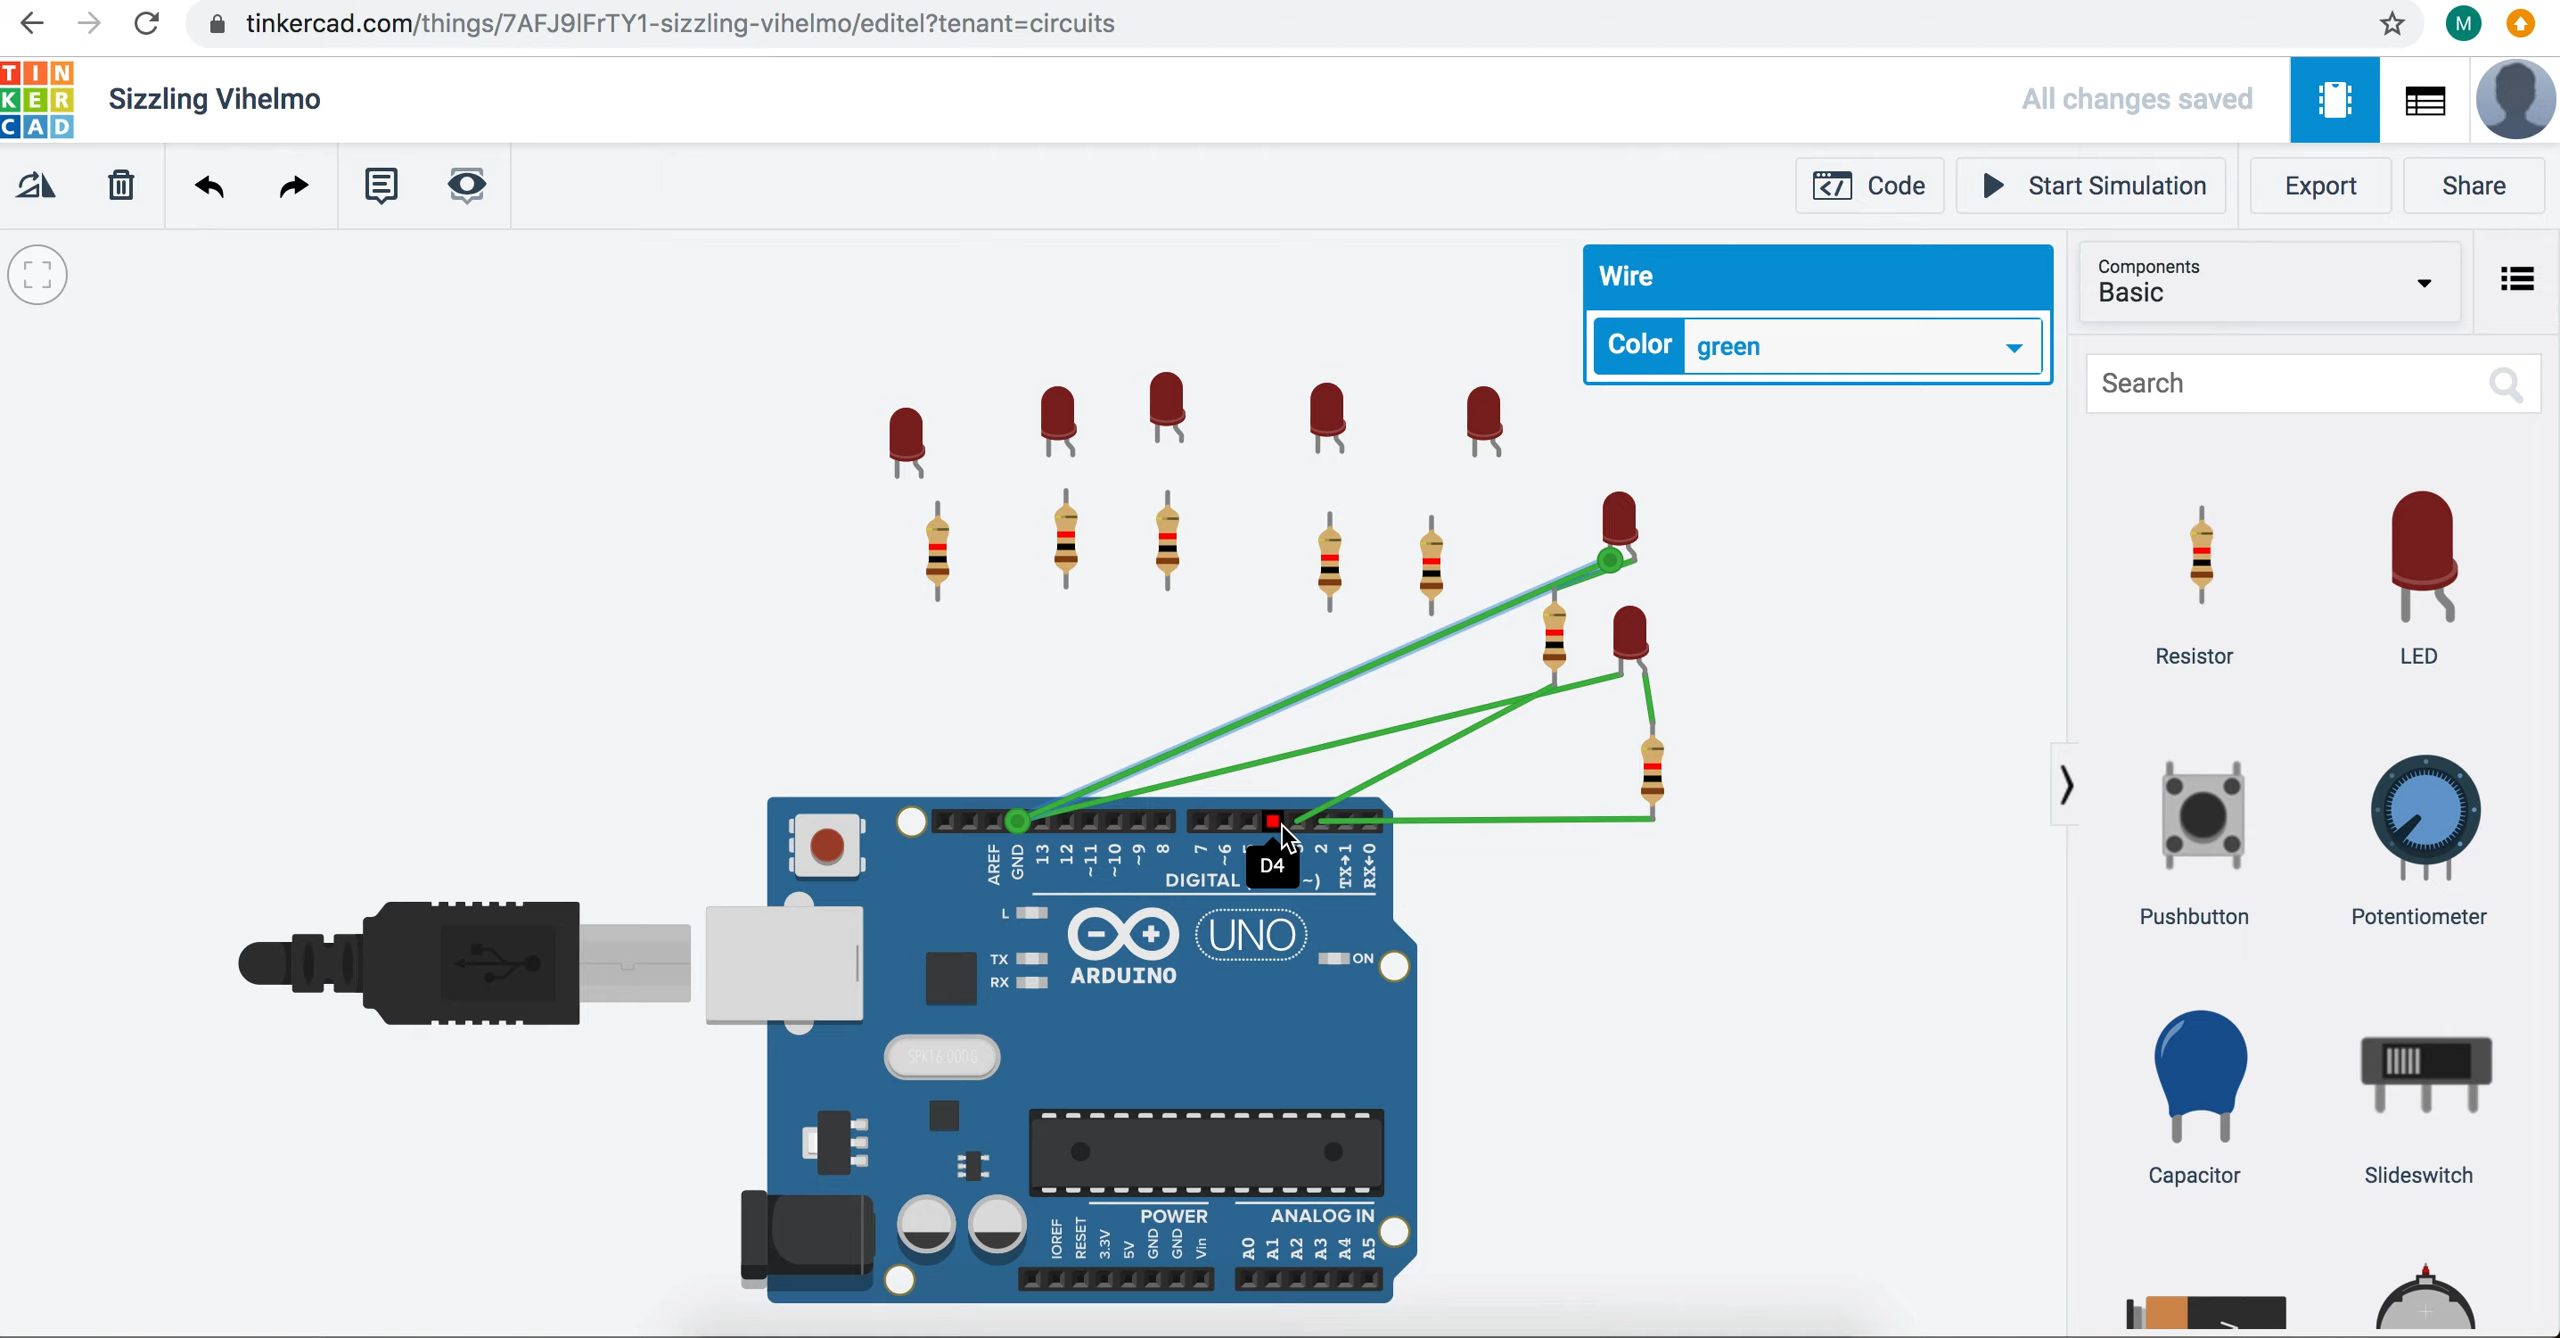 tinkercad.com/things/7AFJ9lFrTY1-sizzling-vihelmo/editel?tenant=circuits
M
TIN
KER
CAD
Sizzling Vihelmo
All changes saved
Code
Start Simulation
Export
Share
Wire
Color green
Components
Basic
Search
Resistor
LED
Pushbutton
Potentiometer
Capacitor
Slideswitch
AREF
GND
13
12
~11
~10
~9
8
7
~6
2
TX→1
RX←0
D4
DIGITAL
~)
L
TX
RX
ARDUINO
UNO
ON
SPK16.000G
POWER
ANALOG IN
IOREF
RESET
3.3V
5V
GND
GND
Vin
A0
A1
A2
A3
A4
A5